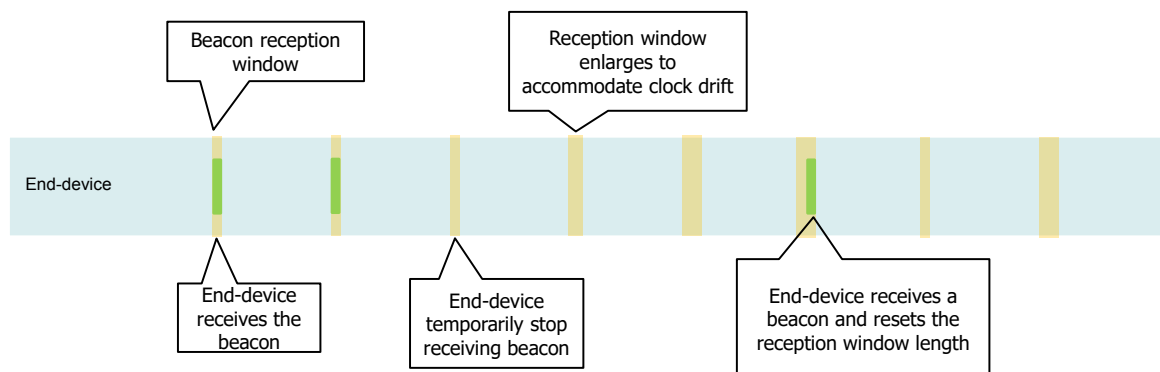 Beacon reception
window
Reception window
enlarges to
accommodate clock drift
End-device
End-device
receives the
beacon
End-device
temporarily stop
receiving beacon
End-device receives a
beacon and resets the
reception window length